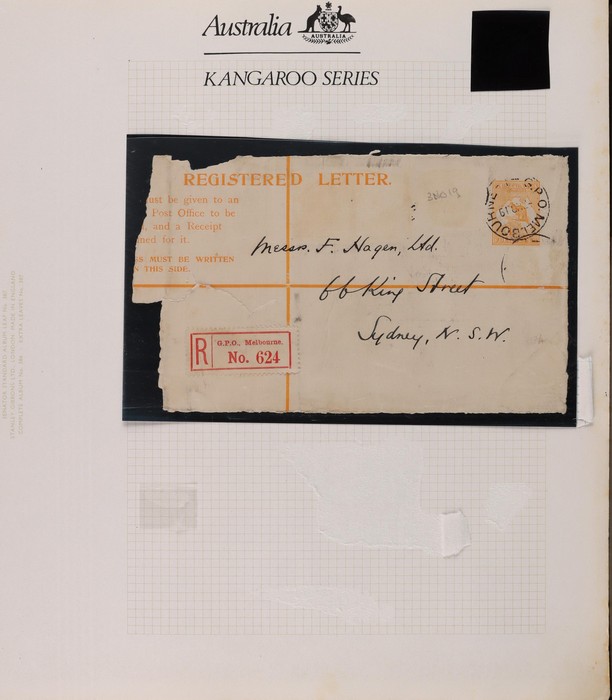 Australia
AUSTRALIA
KANGAROO SERIES
REGISTERED LETTER.
must be given to an
Post Office to be
, and a Receipt
ned for it.
S MUST BE WRITTEN
N THIS SIDE.
G.P.O. MELBOURNE
Messrs. F. Hagen, Ltd.
66 King Street
Sydney, N. S. W.
R
G.P.O., Melbourne.
No. 624